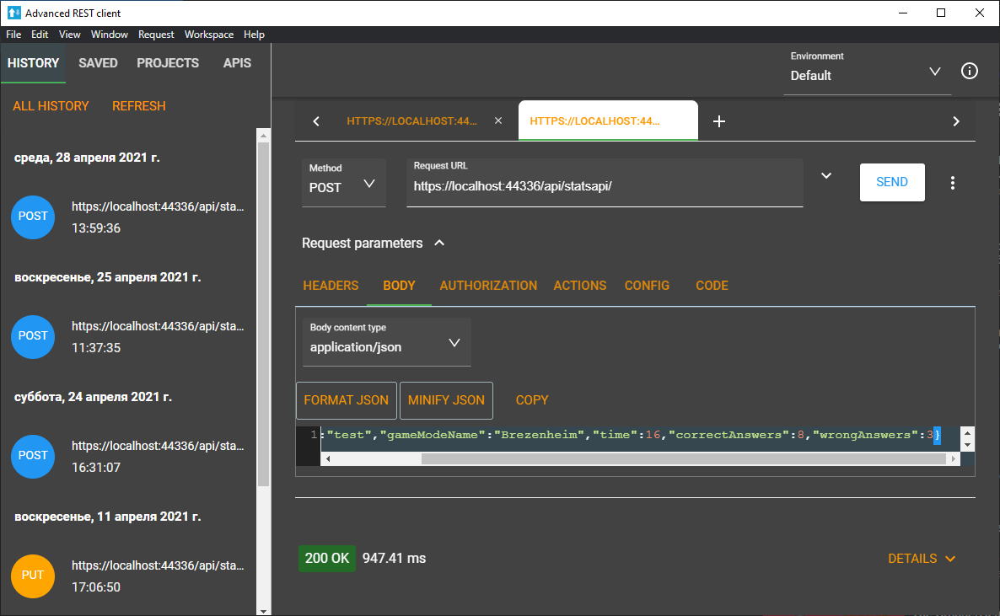 Advanced REST client
File Edit View Window Request Workspace Help
HISTORY SAVED PROJECTS APIS
ALL HISTORY REFRESH
среда, 28 апреля 2021 г.
POST
https://localhost:44336/api/sta...
13:59:36
воскресенье, 25 апреля 2021 г.
POST
https://localhost:44336/api/sta...
11:37:35
суббота, 24 апреля 2021 г.
POST
https://localhost:44336/api/sta...
16:31:07
воскресенье, 11 апреля 2021 г.
PUT
https://localhost:44336/api/sta...
17:06:50
Environment
Default
HTTPS://LOCALHOST:44... HTTPS://LOCALHOST:44...
Method
POST
Request URL
https://localhost:44336/api/statsapi/
SEND
Request parameters
HEADERS BODY AUTHORIZATION ACTIONS CONFIG CODE
Body content type
application/json
FORMAT JSON MINIFY JSON COPY
1 :"test","gameModeName":"Brezenheim","time":16,"correctAnswers":8,"wrongAnswers":3}
200 OK 947.41 ms
DETAILS